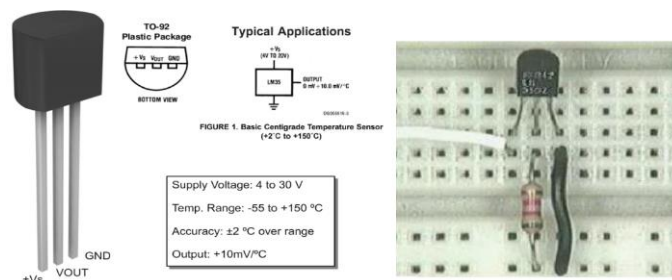 TO-92
Plastic Package
+Vs VOUT GND
BOTTOM VIEW
Typical Applications
+Vs
(4V TO 20V)
LM35
OUTPUT
0 mV + 10.0 mV/°C
FIGURE 1. Basic Centigrade Temperature Sensor
(+2°C to +150°C)
Supply Voltage: 4 to 30 V
Temp. Range: -55 to +150 ºC
Accuracy: ±2 ºC over range
Output: +10mV/ºC
GND
VOUT
+Vs